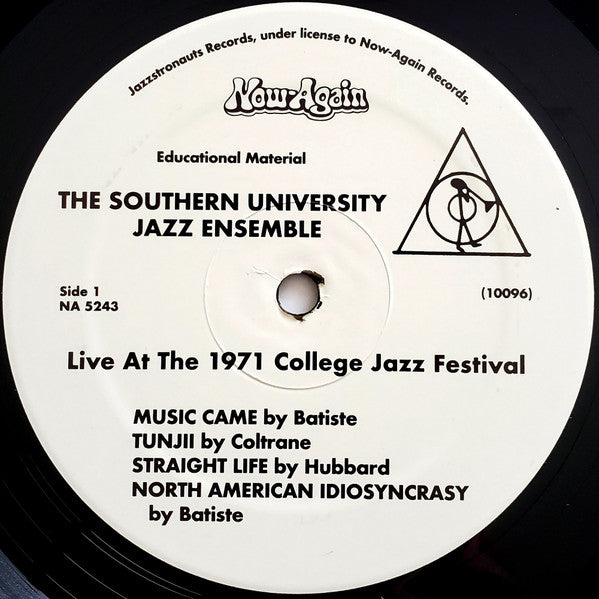 Jazzstronauts Records, under license to Now-Again Records.
Now-Again
Educational Material
THE SOUTHERN UNIVERSITY
JAZZ ENSEMBLE
Side 1
NA 5243
(10096)
Live At The 1971 College Jazz Festival
MUSIC CAME by Batiste
TUNJII by Coltrane
STRAIGHT LIFE by Hubbard
NORTH AMERICAN IDIOSYNCRASY
by Batiste